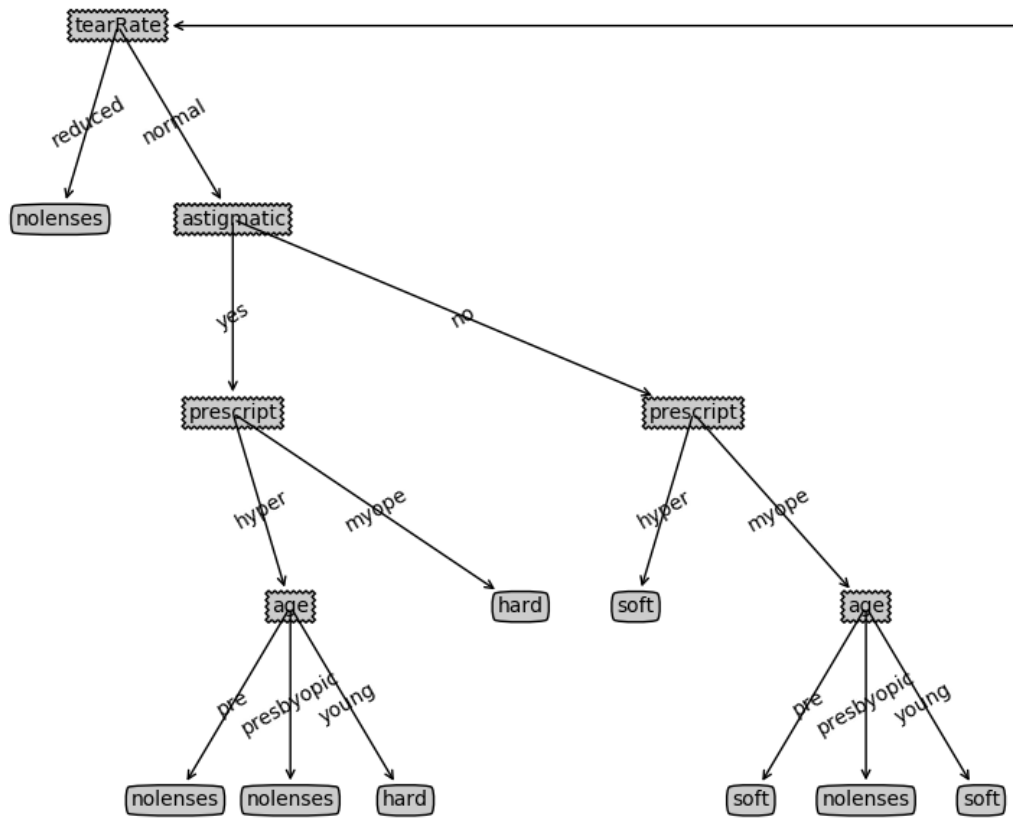 tearRate
reduced
normal
nolenses
astigmatic
yes
no
prescript
prescript
hyper
myope
hyper
myope
age
hard
soft
age
pre
presbyopic
young
pre
presbyopic
young
nolenses
nolenses
hard
soft
nolenses
soft